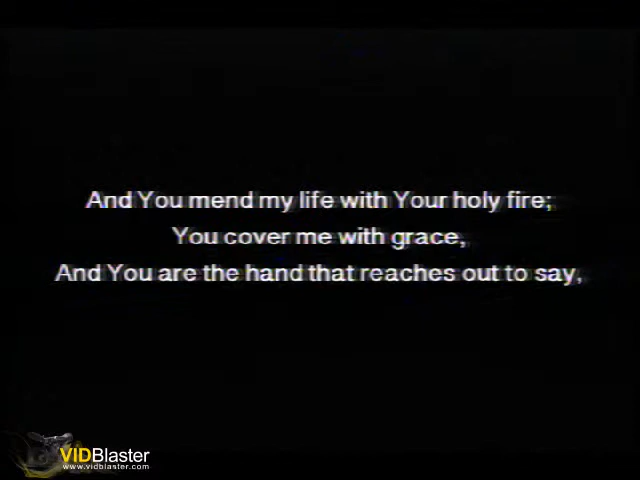 And You mend my life with Your holy fire;
You cover me with grace,
And You are the hand that reaches out to say,
VIDBlaster
www.vidblaster.com